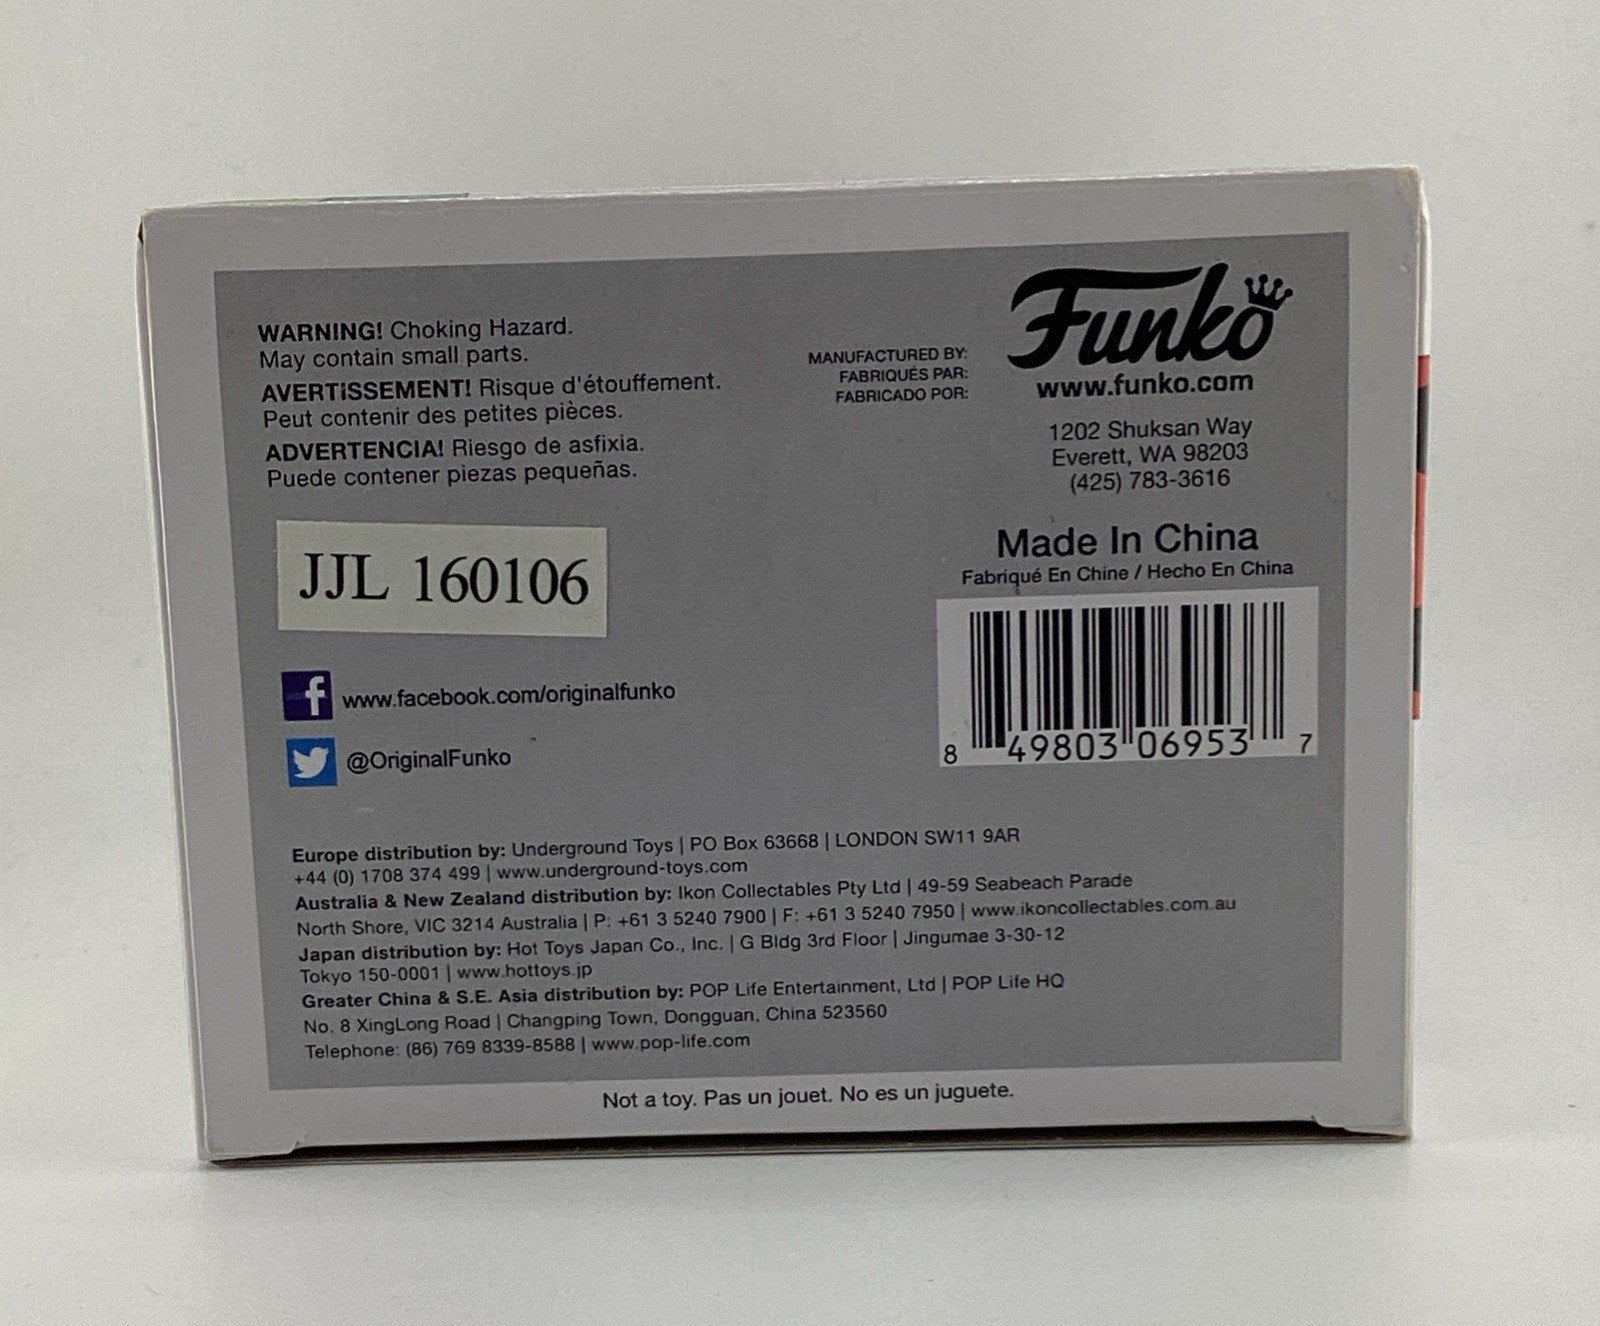 WARNING! Choking Hazard.
May contain small parts.
AVERTISSEMENT! Risque d'étouffement.
Peut contenir des petites pièces.
ADVERTENCIA! Riesgo de asfixia.
Puede contener piezas pequeñas.
JJL 160106
f www.facebook.com/originalfunko
@OriginalFunko
MANUFACTURED BY:
FABRIQUÉS PAR:
FABRICADO POR:
Funko
www.funko.com
1202 Shuksan Way
Everett, WA 98203
(425) 783-3616
Made In China
Fabriqué En Chine / Hecho En China
8 49803 06953 7
Europe distribution by: Underground Toys | PO Box 63668 | LONDON SW11 9AR
+44 (0) 1708 374 499 | www.underground-toys.com
Australia & New Zealand distribution by: Ikon Collectables Pty Ltd | 49-59 Seabeach Parade
North Shore, VIC 3214 Australia | P: +61 3 5240 7900 | F: +61 3 5240 7950 | www.ikoncollectables.com.au
Japan distribution by: Hot Toys Japan Co., Inc. | G Bldg 3rd Floor | Jingumae 3-30-12
Tokyo 150-0001 | www.hottoys.jp
Greater China & S.E. Asia distribution by: POP Life Entertainment, Ltd | POP Life HQ
No. 8 XingLong Road | Changping Town, Dongguan, China 523560
Telephone: (86) 769 8339-8588 | www.pop-life.com
Not a toy. Pas un jouet. No es un juguete.